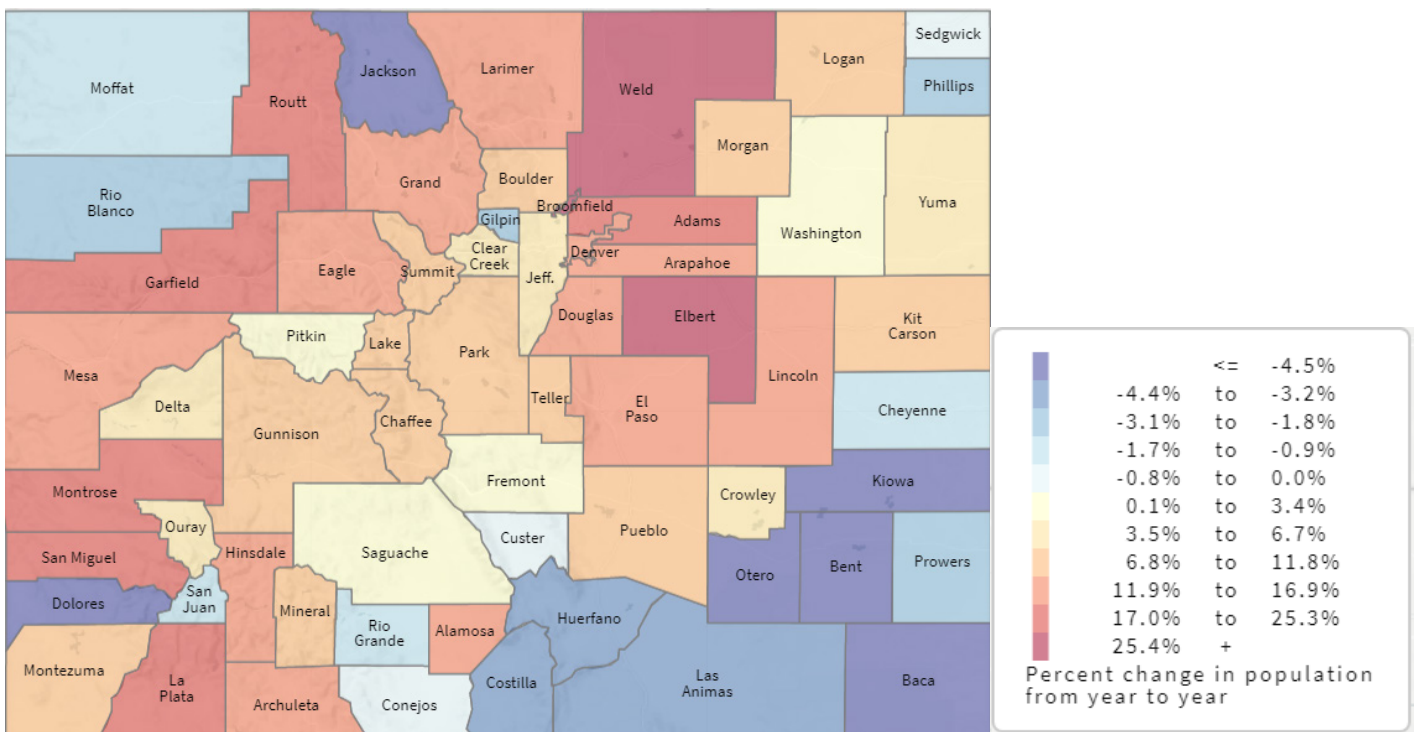 Sedgwick
Logan
Jackson
Larimer
Moffat
Weld
Phillips
Routt
Morgan
Boulder
Grand
Rio
Blanco
Yuma
Broomfield
Gilpin
Adams
Washington
Clear
Creek
Denver
Arapahoe
Summit
Eagle
Jeff.
Garfield
Douglas
Elbert
Kit
Carson
Pitkin
Lake
Park
Mesa
Lincoln
Teller
El
Paso
Delta
Cheyenne
Chaffee
Gunnison
Fremont
Kiowa
Montrose
Crowley
Ouray
Pueblo
Custer
San Miguel
Hinsdale
Saguache
Prowers
Bent
Otero
Dolores
San
Juan
Mineral
Huerfano
Rio
Grande
Alamosa
Montezuma
La
Plata
Costilla
Las
Animas
Baca
Archuleta
Conejos
<= -4.5%
-4.4% to -3.2%
-3.1% to -1.8%
-1.7% to -0.9%
-0.8% to 0.0%
0.1% to 3.4%
3.5% to 6.7%
6.8% to 11.8%
11.9% to 16.9%
17.0% to 25.3%
25.4% +
Percent change in population
from year to year